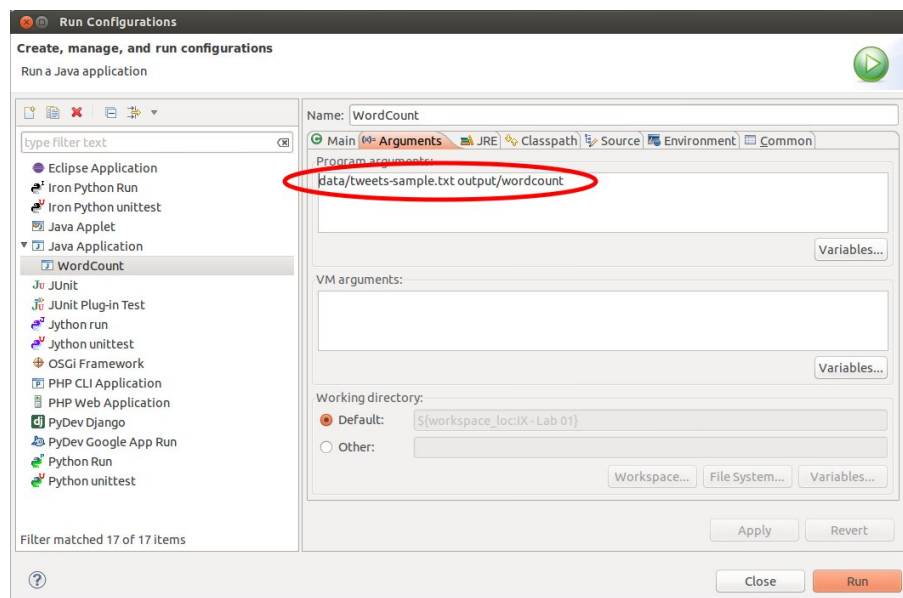 Run Configurations
Create, manage, and run configurations
Run a Java application
type filter text
Eclipse Application
Iron Python Run
Iron Python unittest
Java Applet
Java Application
WordCount
JUnit
JUnit Plug-in Test
Jython run
Jython unittest
OSGi Framework
PHP CLI Application
PHP Web Application
PyDev Django
PyDev Google App Run
Python Run
Python unittest
Filter matched 17 of 17 items
Name: WordCount
Main Arguments JRE Classpath Source Environment Common
Program arguments:
data/tweets-sample.txt output/wordcount
Variables...
VM arguments:
Variables...
Working directory:
Default: ${workspace_loc:IX - Lab 01}
Other:
Workspace... File System... Variables...
Apply Revert
Close Run